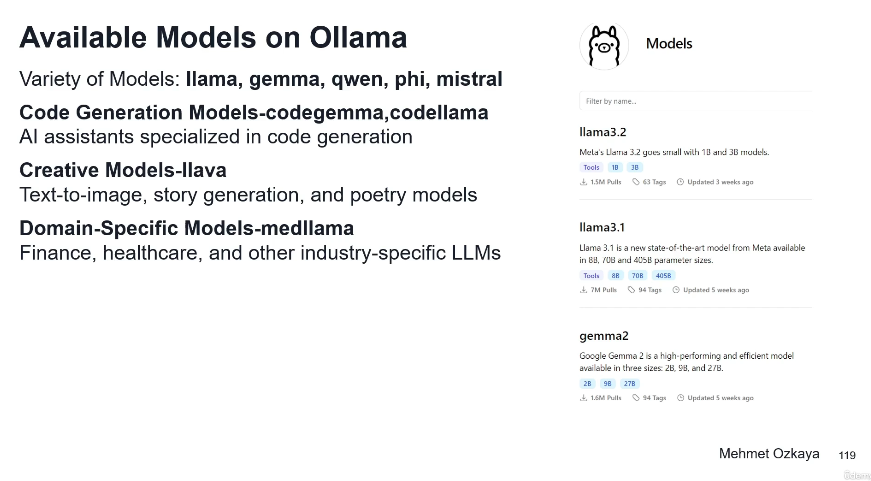 Available Models on Ollama
Variety of Models: llama, gemma, qwen, phi, mistral
Code Generation Models-codegemma,codellama
AI assistants specialized in code generation
Creative Models-llava
Text-to-image, story generation, and poetry models
Domain-Specific Models-medllama
Finance, healthcare, and other industry-specific LLMs
Models
Filter by name...
llama3.2
Meta's Llama 3.2 goes small with 1B and 3B models.
Tools 1B 3B
1.5M Pulls 63 Tags Updated 3 weeks ago
llama3.1
Llama 3.1 is a new state-of-the-art model from Meta available
in 8B, 70B and 405B parameter sizes.
Tools 8B 70B 405B
7M Pulls 94 Tags Updated 5 weeks ago
gemma2
Google Gemma 2 is a high-performing and efficient model
available in three sizes: 2B, 9B, and 27B.
2B 9B 27B
1.6M Pulls 94 Tags Updated 5 weeks ago
Mehmet Ozkaya 119
Udemy